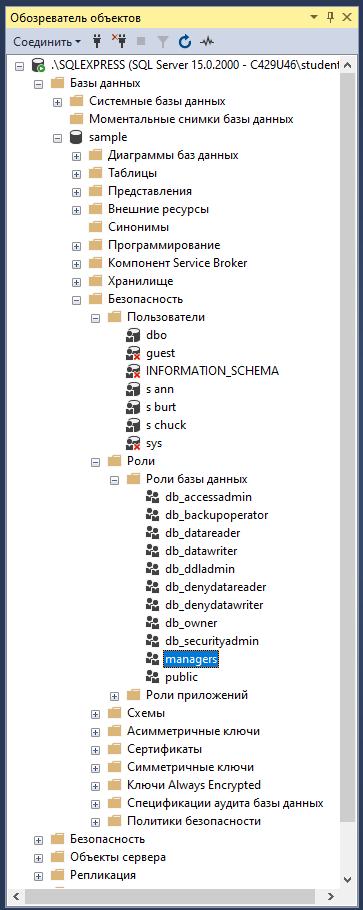 Обозреватель объектов
Соединить
.\SQLEXPRESS (SQL Server 15.0.2000 - C429U46\student
Базы данных
Системные базы данных
Моментальные снимки базы данных
sample
Диаграммы баз данных
Таблицы
Представления
Внешние ресурсы
Синонимы
Программирование
Компонент Service Broker
Хранилище
Безопасность
Пользователи
dbo
guest
INFORMATION_SCHEMA
s ann
s burt
s chuck
sys
Роли
Роли базы данных
db_accessadmin
db_backupoperator
db_datareader
db_datawriter
db_ddladmin
db_denydatareader
db_denydatawriter
db_owner
db_securityadmin
managers
public
Роли приложений
Схемы
Асимметричные ключи
Сертификаты
Симметричные ключи
Ключи Always Encrypted
Спецификации аудита базы данных
Политики безопасности
Безопасность
Объекты сервера
Репликация